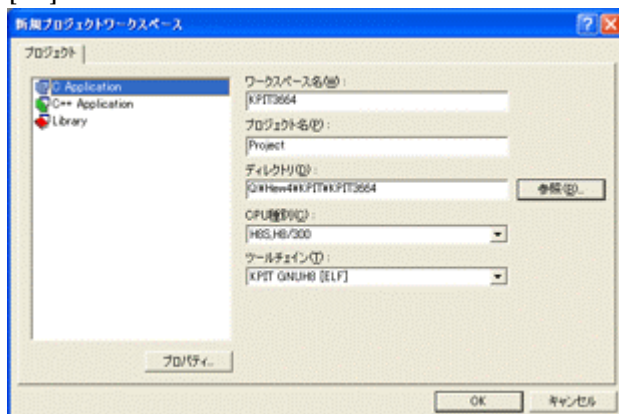 新規プロジェクトワークスペース
プロジェクト
C Application
C++ Application
Library
ワークスペース名(W):
KPIT3664
プロジェクト名(P):
Project
ディレクトリ(D):
Q:¥Hew4¥KPIT¥KPIT3664
参照(B)...
CPU種別(C):
H8S,H8/300
ツールチェイン(T):
KPIT GNUH8 [ELF]
プロパティ...
OK
キャンセル